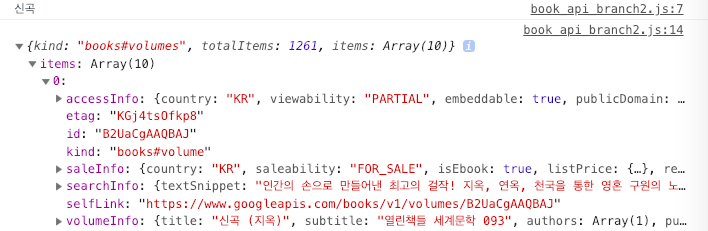 신곡 book_api_branch2.js:7
book_api_branch2.js:14
{kind: "books#volumes", totalItems: 1261, items: Array(10)} i
items: Array(10)
0:
accessInfo: {country: "KR", viewability: "PARTIAL", embeddable: true, publicDomain: …
etag: "KGj4tsOfkp8"
id: "B2UaCgAAQBAJ"
kind: "books#volume"
saleInfo: {country: "KR", saleability: "FOR_SALE", isEbook: true, listPrice: {…}, re…
searchInfo: {textSnippet: "인간의 손으로 만들어낸 최고의 걸작! 지옥, 연옥, 천국을 통한 영혼 구원의 노…
selfLink: "https://www.googleapis.com/books/v1/volumes/B2UaCgAAQBAJ"
volumeInfo: {title: "신곡 (지옥)", subtitle: "열린책들 세계문학 093", authors: Array(1), pu…